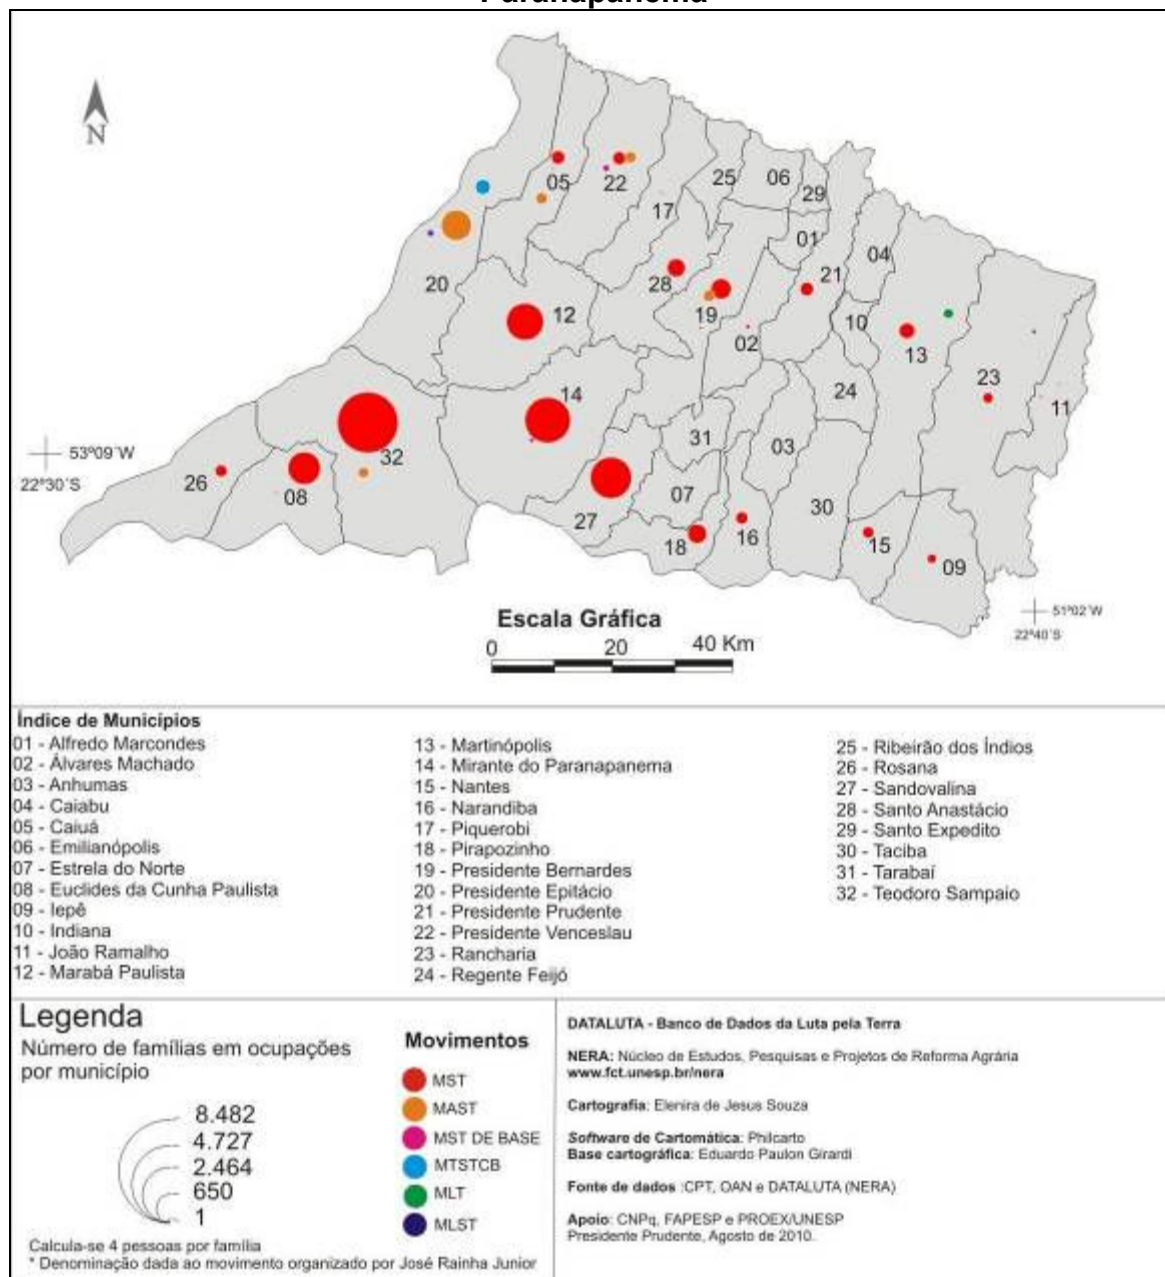 Paranapanema
N
05
22
25
06
29
17
01
04
20
28
21
12
19
10
02
13
14
23
24
11
31
03
53º09´W
22º30´S
32
26
08
07
27
30
18
16
15
09
51º02´W
22º40´S
Escala Gráfica
0 20 40 Km
Índice de Municípios
01 - Alfredo Marcondes
02 - Álvares Machado
03 - Anhumas
04 - Caiabu
05 - Caiuá
06 - Emilianópolis
07 - Estrela do Norte
08 - Euclides da Cunha Paulista
09 - Iepê
10 - Indiana
11 - João Ramalho
12 - Marabá Paulista
13 - Martinópolis
14 - Mirante do Paranapanema
15 - Nantes
16 - Narandiba
17 - Piquerobi
18 - Pirapozinho
19 - Presidente Bernardes
20 - Presidente Epitácio
21 - Presidente Prudente
22 - Presidente Venceslau
23 - Rancharia
24 - Regente Feijó
25 - Ribeirão dos Índios
26 - Rosana
27 - Sandovalina
28 - Santo Anastácio
29 - Santo Expedito
30 - Taciba
31 - Tarabaí
32 - Teodoro Sampaio
Legenda
Número de famílias em ocupações
por município
8.482
4.727
2.464
650
1
Calcula-se 4 pessoas por família
* Denominação dada ao movimento organizado por José Rainha Junior
Movimentos
MST
MAST
MST DE BASE
MTSTCB
MLT
MLST
DATALUTA - Banco de Dados da Luta pela Terra
NERA: Núcleo de Estudos, Pesquisas e Projetos de Reforma Agrária
www.fct.unesp.br/nera
Cartografia: Elenira de Jesus Souza
Software de Cartomática: Philcarto
Base cartográfica: Eduardo Paulon Girardi
Fonte de dados :CPT, OAN e DATALUTA (NERA)
Apoio: CNPq, FAPESP e PROEX/UNESP
Presidente Prudente, Agosto de 2010.